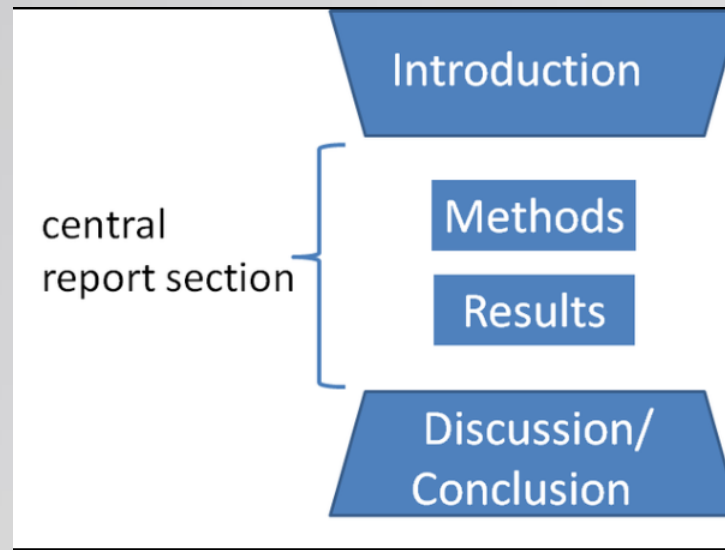 Introduction
central
report section
Methods
Results
Discussion/
Conclusion